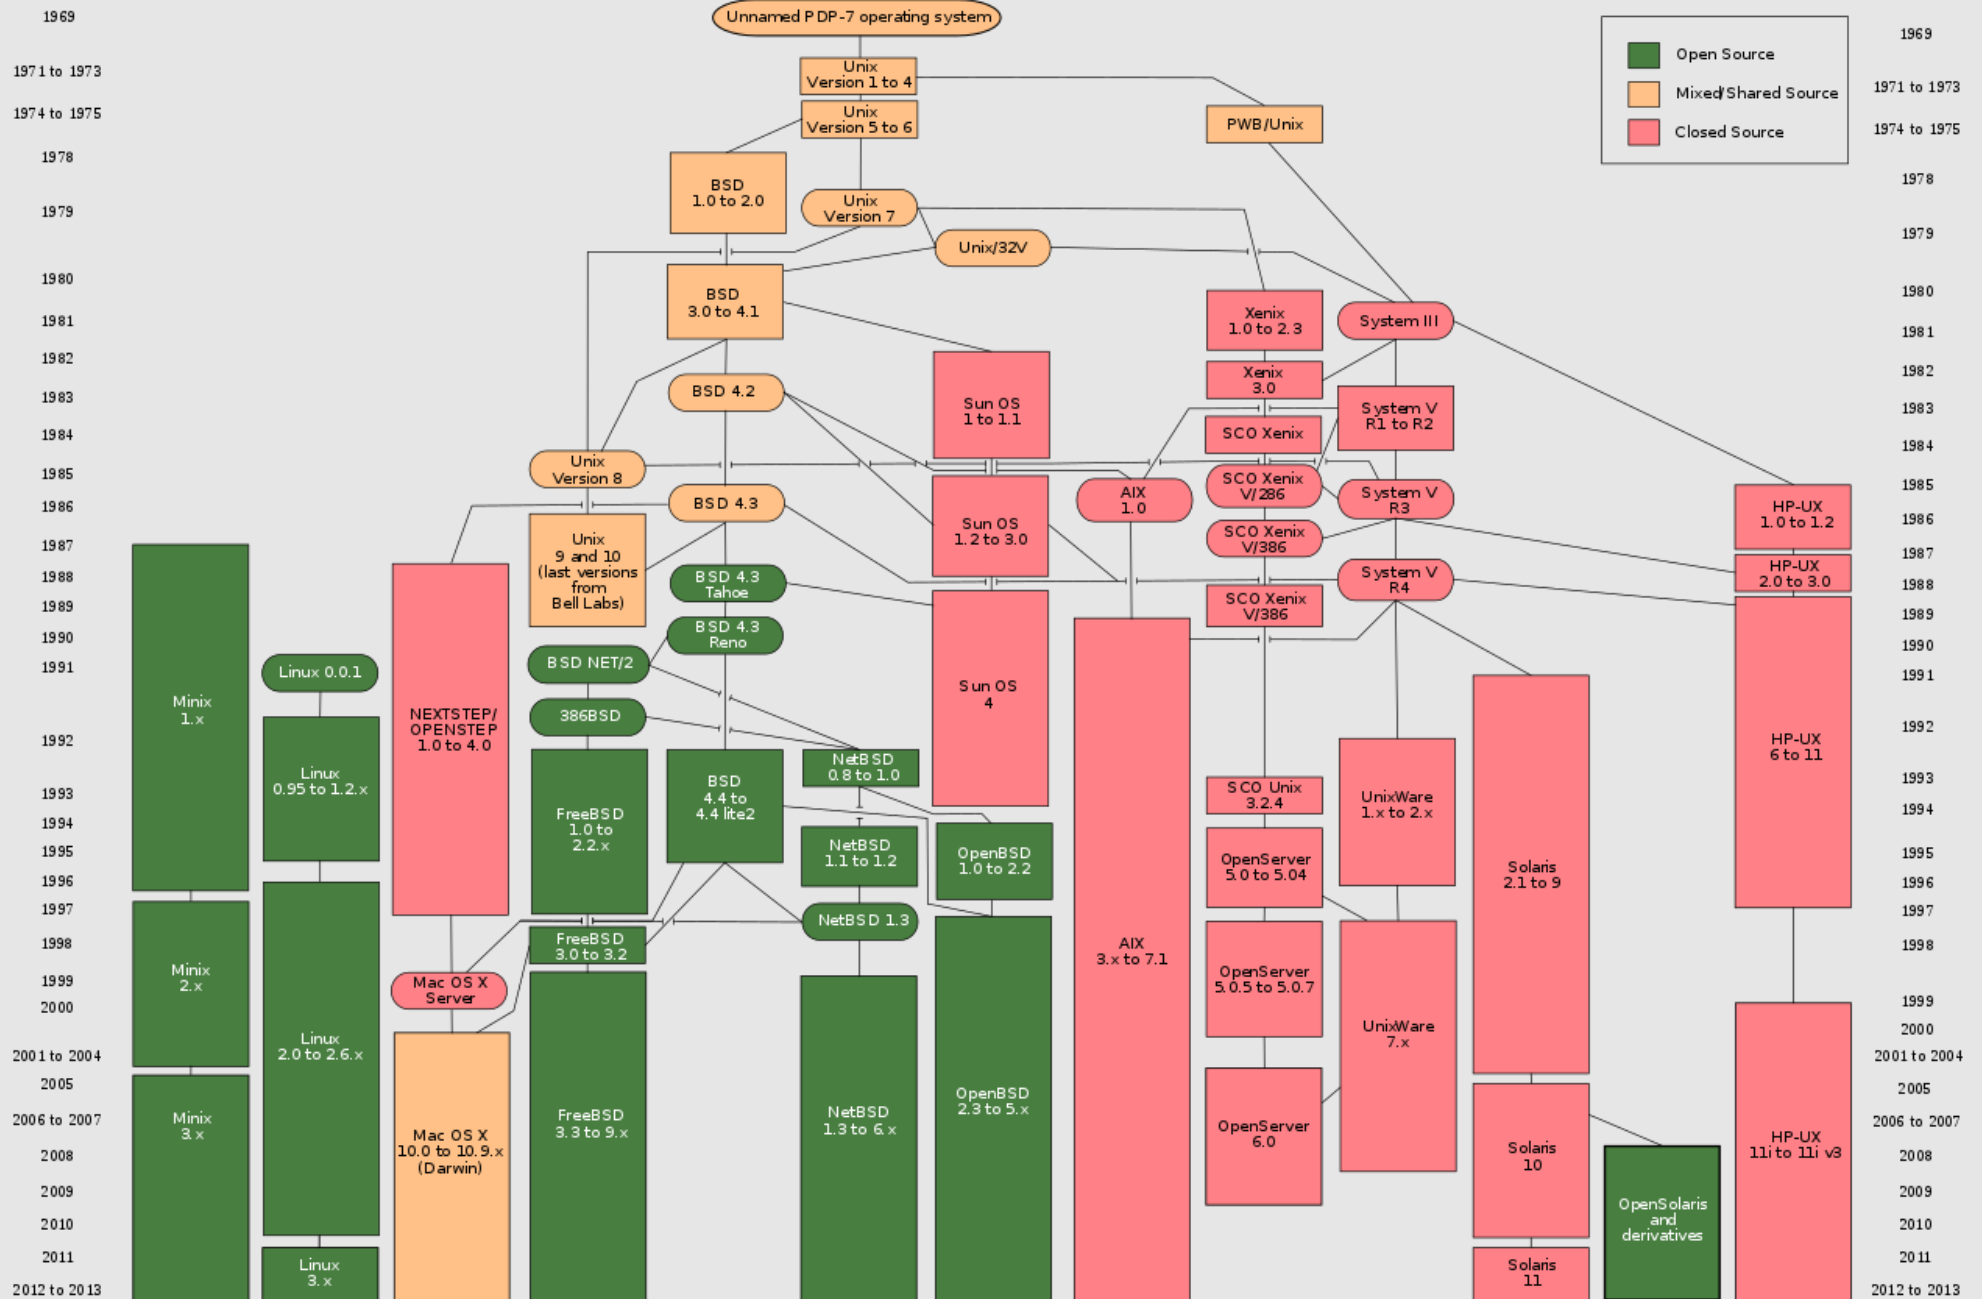 1969
1971 to 1973
1974 to 1975
1978
1979
1980
1981
1982
1983
1984
1985
1986
1987
1988
1989
1990
1991
1992
1993
1994
1995
1996
1997
1998
1999
2000
2001 to 2004
2005
2006 to 2007
2008
2009
2010
2011
2012 to 2013
Unnamed PDP-7 operating system
Unix
Version 1 to 4
Unix
Version 5 to 6
PWB/Unix
BSD
1.0 to 2.0
Unix
Version 7
Unix/32V
BSD
3.0 to 4.1
Xenix
1.0 to 2.3
System III
Xenix
3.0
BSD 4.2
Sun OS
1 to 1.1
System V
R1 to R2
SCO Xenix
Unix
Version 8
SCO Xenix
V/286
AIX
1.0
System V
R3
BSD 4.3
Sun OS
1.2 to 3.0
HP-UX
1.0 to 1.2
SCO Xenix
V/386
Unix
9 and 10
(last versions
from
Bell Labs)
HP-UX
2.0 to 3.0
BSD 4.3
Tahoe
System V
R4
SCO Xenix
V/386
BSD 4.3
Reno
BSD NET/2
Linux 0.0.1
Minix
1.x
Sun OS
4
386BSD
NEXTSTEP/
OPENSTEP
1.0 to 4.0
HP-UX
6 to 11
Linux
0.95 to 1.2.x
NetBSD
0.8 to 1.0
BSD
4.4 to
4.4 lite2
SCO Unix
3.2.4
UnixWare
1.x to 2.x
FreeBSD
1.0 to
2.2.x
NetBSD
1.1 to 1.2
OpenBSD
1.0 to 2.2
OpenServer
5.0 to 5.04
Solaris
2.1 to 9
NetBSD 1.3
FreeBSD
3.0 to 3.2
AIX
3.x to 7.1
Minix
2.x
Mac OS X
Server
OpenServer
5.0.5 to 5.0.7
Linux
2.0 to 2.6.x
UnixWare
7.x
Minix
3.x
Mac OS X
10.0 to 10.9.x
(Darwin)
FreeBSD
3.3 to 9.x
NetBSD
1.3 to 6.x
OpenBSD
2.3 to 5.x
OpenServer
6.0
Solaris
10
HP-UX
11i to 11i v3
OpenSolaris
and
derivatives
Linux
3.x
Solaris
11
Open Source
Mixed/Shared Source
Closed Source
1969
1971 to 1973
1974 to 1975
1978
1979
1980
1981
1982
1983
1984
1985
1986
1987
1988
1989
1990
1991
1992
1993
1994
1995
1996
1997
1998
1999
2000
2001 to 2004
2005
2006 to 2007
2008
2009
2010
2011
2012 to 2013